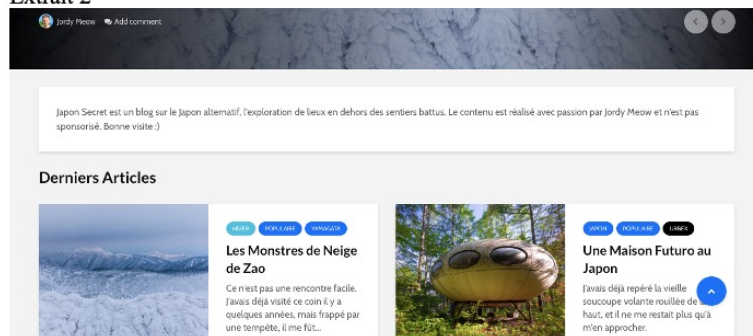 Extrait 2
Jordy Meow Add comment
Japon Secret est un blog sur le Japon alternatif, l'exploration de lieux en dehors des sentiers battus. Le contenu est réalisé avec passion par Jordy Meow et n'est pas
sponsorisé. Bonne visite :)
Derniers Articles
HIVER POPULAIRE YAMAGATA
Les Monstres de Neige
de Zao
Ce n'est pas une rencontre facile.
J'avais déjà visité ce coin il y a
quelques années, mais frappé par
une tempête, il me fût...
JAPON POPULAIRE URBEX
Une Maison Futuro au
Japon
J'avais déjà repéré la vieille
soucoupe volante rouillée de
haut, et il ne me restait plus qu'à
m'en approcher.